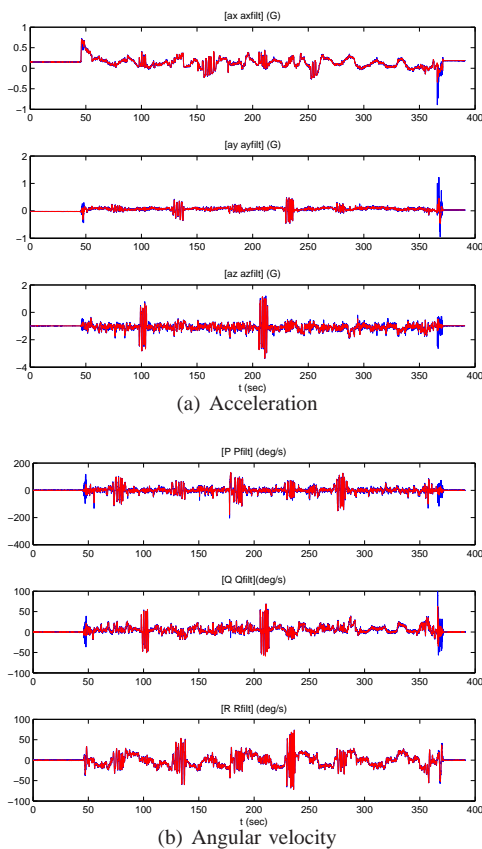 [ax axfilt] (G)
1
0.5
0
−0.5
−1
0 50 100 150 200 250 300 350 400
[ay ayfilt] (G)
2
1
0
−1
0 50 100 150 200 250 300 350 400
[az azfilt] (G)
2
0
−2
−4
0 50 100 150 200 250 300 350 400
t (sec)
(a) Acceleration
[P Pfilt] (deg/s)
200
0
−200
−400
0 50 100 150 200 250 300 350 400
[Q Qfilt](deg/s)
100
50
0
−50
−100
0 50 100 150 200 250 300 350 400
[R Rfilt] (deg/s)
100
50
0
−50
−100
0 50 100 150 200 250 300 350 400
t (sec)
(b) Angular velocity